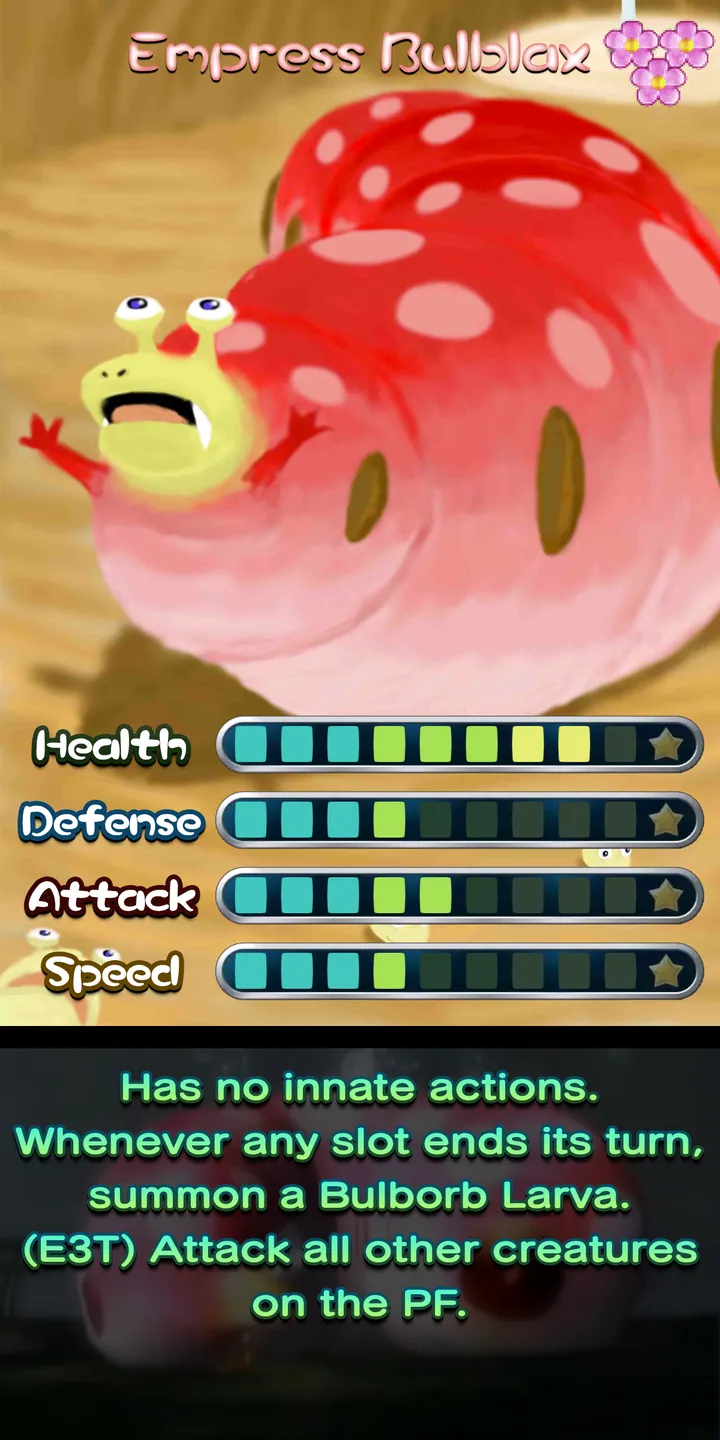 Empress Bulblax
Health
Defense
Attack
Speed
Has no innate actions.
Whenever any slot ends its turn,
summon a Bulborb Larva.
(E3T) Attack all other creatures
on the PF.